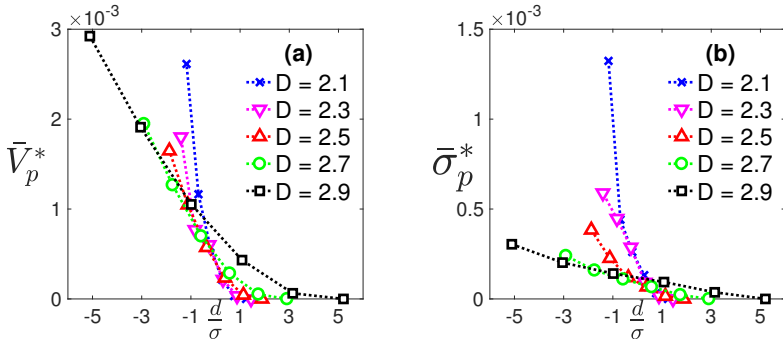 ×10⁻³
(a)
D = 2.1
D = 2.3
D = 2.5
D = 2.7
D = 2.9
3
2
1
0
V̄ₚ*
-5 -3 -1 1 3 5
d/σ
×10⁻³
(b)
D = 2.1
D = 2.3
D = 2.5
D = 2.7
D = 2.9
1.5
1
0.5
0
σ̄ₚ*
-5 -3 -1 1 3 5
d/σ